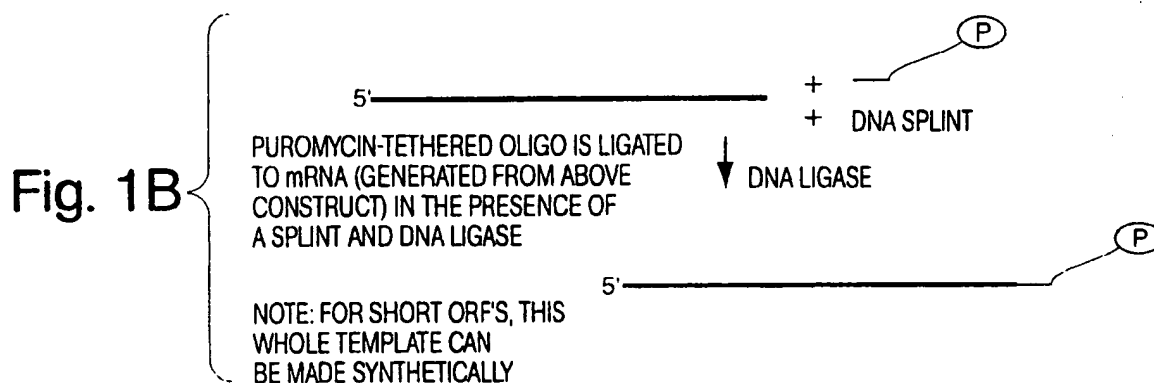 P
5'
+
+ DNA SPLINT
PUROMYCIN-TETHERED OLIGO IS LIGATED
TO mRNA (GENERATED FROM ABOVE
CONSTRUCT) IN THE PRESENCE OF
A SPLINT AND DNA LIGASE
DNA LIGASE
Fig. 1B
P
5'
NOTE: FOR SHORT ORF'S, THIS
WHOLE TEMPLATE CAN
BE MADE SYNTHETICALLY